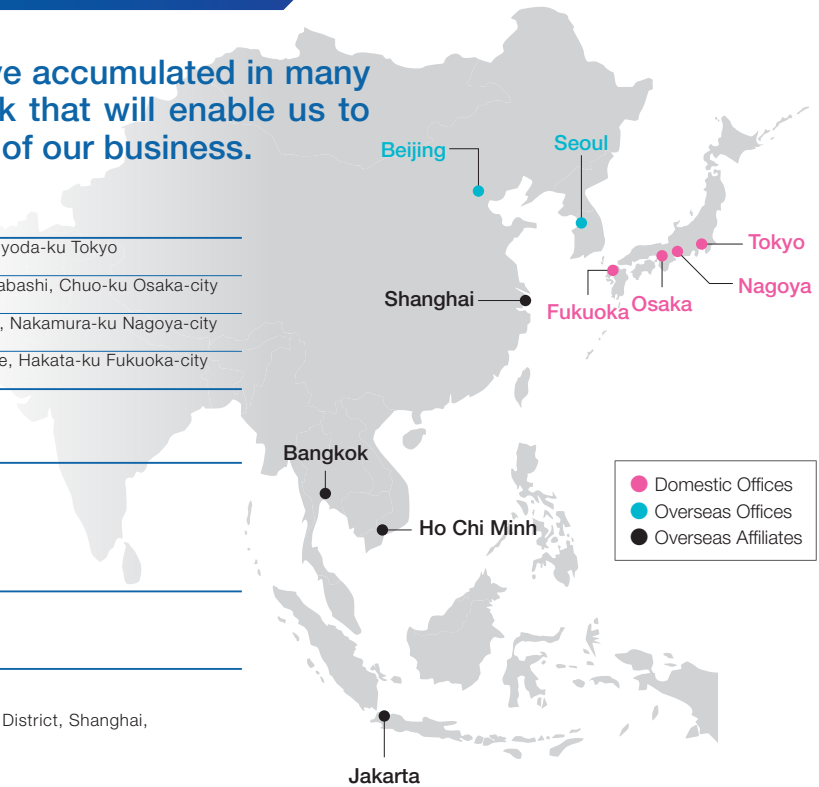 ve accumulated in many
k that will enable us to
of our business.
yoda-ku Tokyo
abashi, Chuo-ku Osaka-city
, Nakamura-ku Nagoya-city
e, Hakata-ku Fukuoka-city
District, Shanghai,
Beijing
Seoul
Tokyo
Nagoya
Shanghai
Fukuoka
Osaka
Bangkok
Ho Chi Minh
Jakarta
Domestic Offices
Overseas Offices
Overseas Affiliates